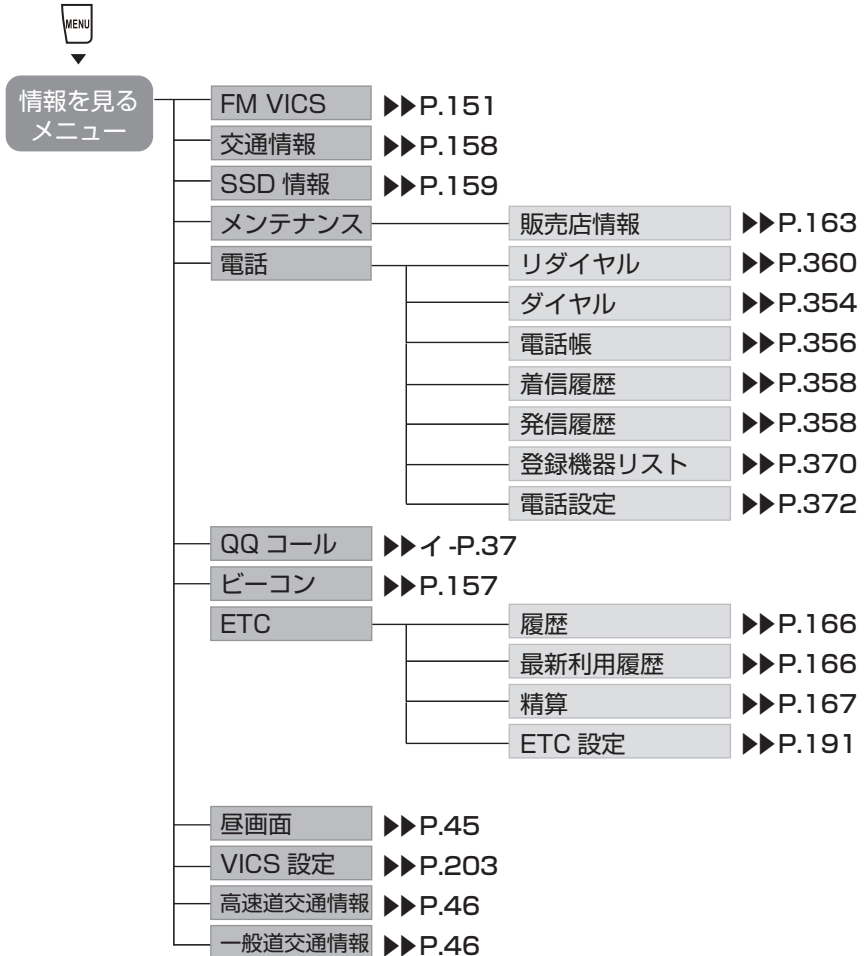 MENU
情報を見る
メニュー
FM VICS ▶▶P.151
交通情報 ▶▶P.158
SSD 情報 ▶▶P.159
メンテナンス 販売店情報 ▶▶P.163
電話 リダイヤル ▶▶P.360
ダイヤル ▶▶P.354
電話帳 ▶▶P.356
着信履歴 ▶▶P.358
発信履歴 ▶▶P.358
登録機器リスト ▶▶P.370
電話設定 ▶▶P.372
QQ コール ▶▶イ -P.37
ビーコン ▶▶P.157
ETC 履歴 ▶▶P.166
最新利用履歴 ▶▶P.166
精算 ▶▶P.167
ETC 設定 ▶▶P.191
昼画面 ▶▶P.45
VICS 設定 ▶▶P.203
高速道交通情報 ▶▶P.46
一般道交通情報 ▶▶P.46